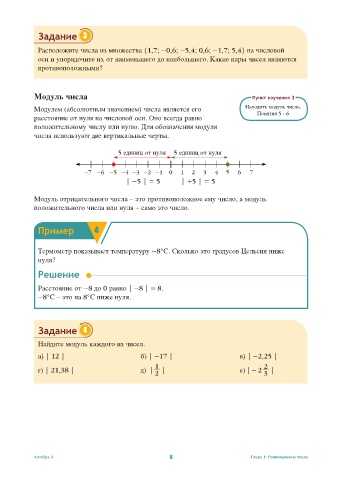 Задание 3
Расположите числа из множества {1,7; −0,6; −5,4; 0,6; −1,7; 5,4} на числовой
оси и упорядочите их от наименьшего до наибольшего. Какие пары чисел являются
противоположными?
Модуль числа
Пункт изучения 3
Находить модуль числа.
Понятия 5 - 6
Модулем (абсолютным значением) числа является его
расстояние от нуля на числовой оси. Оно всегда равно
положительному числу или нулю. Для обозначения модуля
числа используют две вертикальные черты.
5 единиц от нуля 5 единиц от нуля
−7 −6 −5 −4 −3 −2 −1 0 1 2 3 4 5 6 7
| −5 | = 5 | +5 | = 5
Модуль отрицательного числа – это противоположное ему число, а модуль
положительного числа или нуля – само это число.
Пример 4
Термометр показывает температуру −8°C. Сколько это градусов Цельсия ниже
нуля?
Решение
Расстояние от −8 до 0 равно | −8 | = 8.
−8°C – это на 8°C ниже нуля.
Задание 4
Найдите модуль каждого из чисел.
а) | 12 | б) | −17 | в) | −2,25 |
г) | 21,38 | д) | 1/2 | е) | − 2 2/3 |
Алгебра 1 8 Глава 1: Рациональные числа